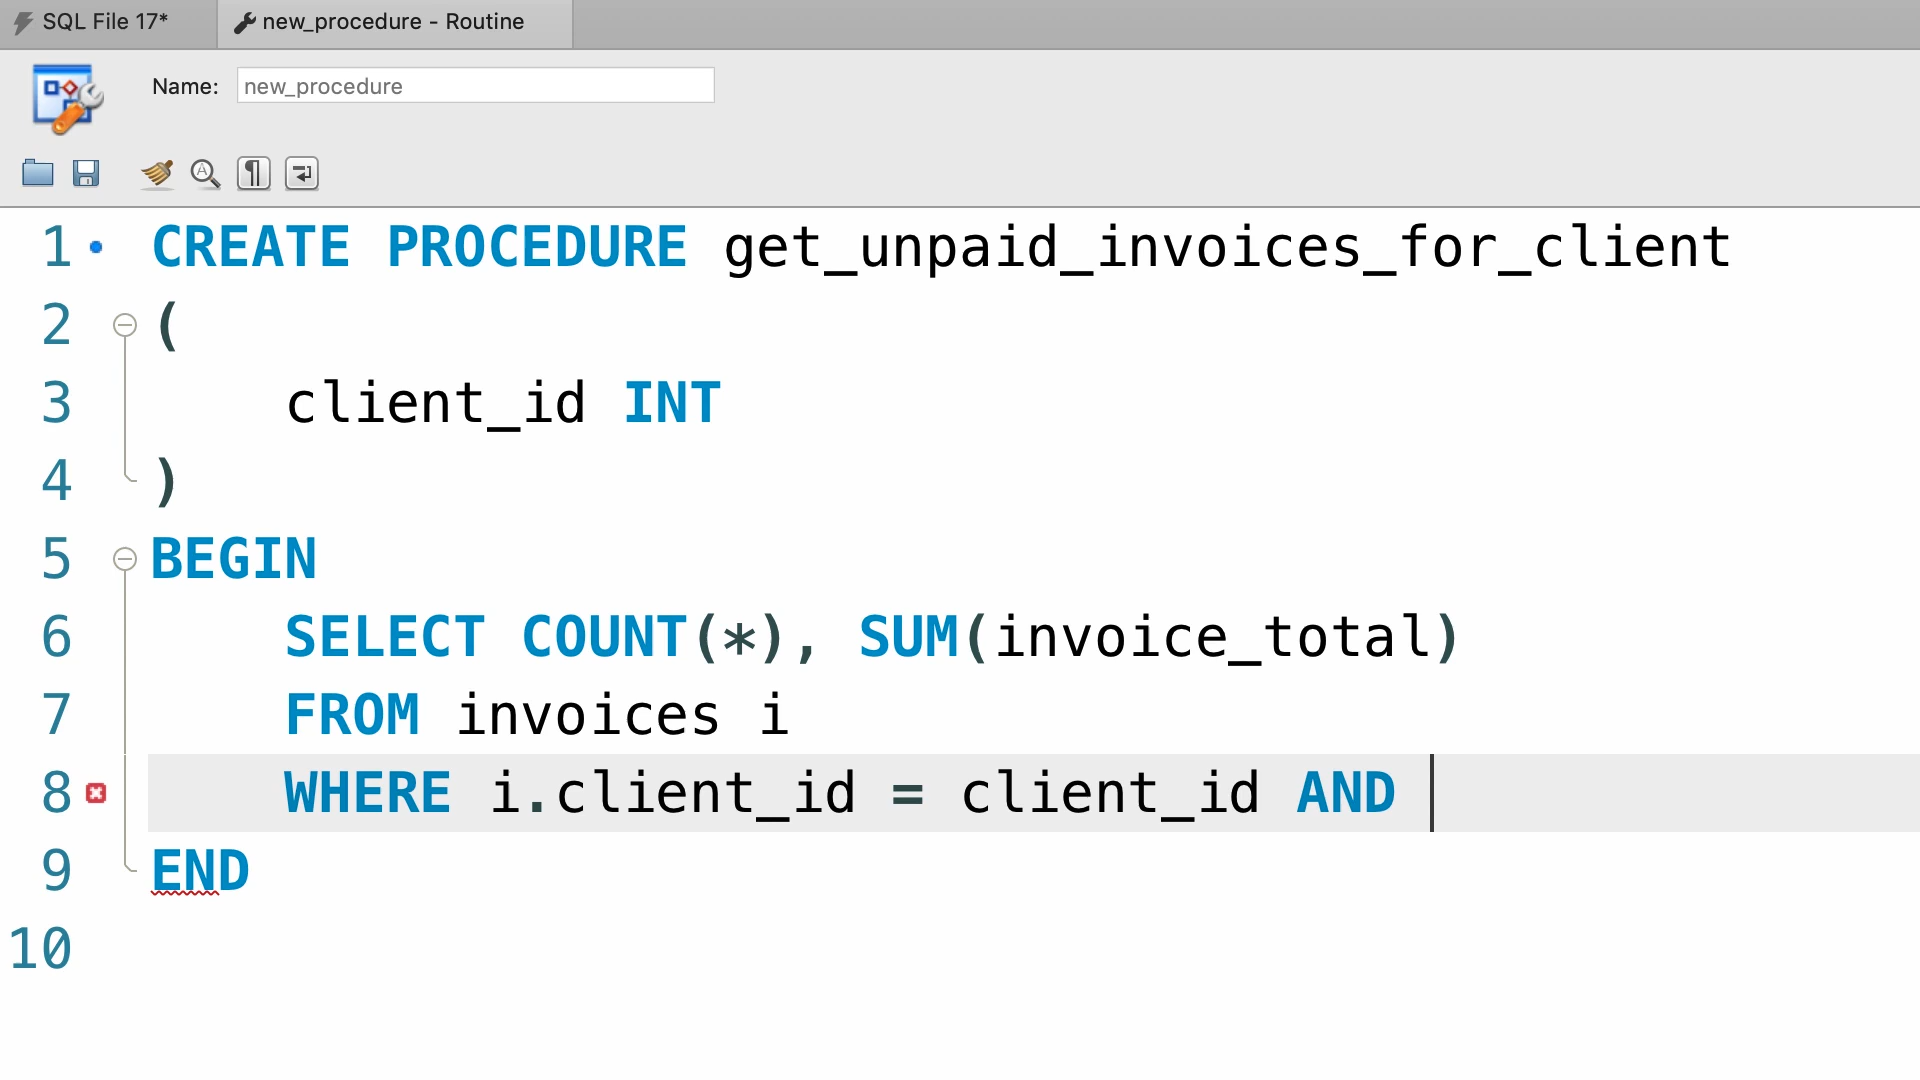 SQL File 17*
new_procedure - Routine
Name: new_procedure
1 CREATE PROCEDURE get_unpaid_invoices_for_client
2 (
3 client_id INT
4 )
5 BEGIN
6 SELECT COUNT(*), SUM(invoice_total)
7 FROM invoices i
8 WHERE i.client_id = client_id AND
9 END
10